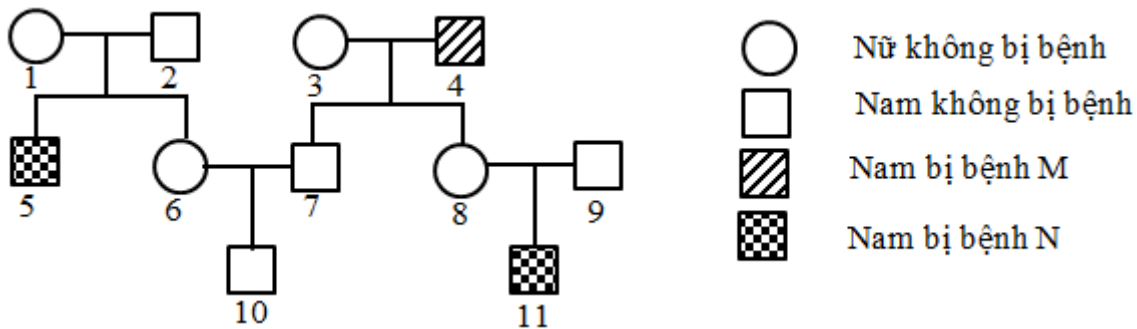 1 2 3 4
5 6 7 8 9
10 11
Nữ không bị bệnh
Nam không bị bệnh
Nam bị bệnh M
Nam bị bệnh N